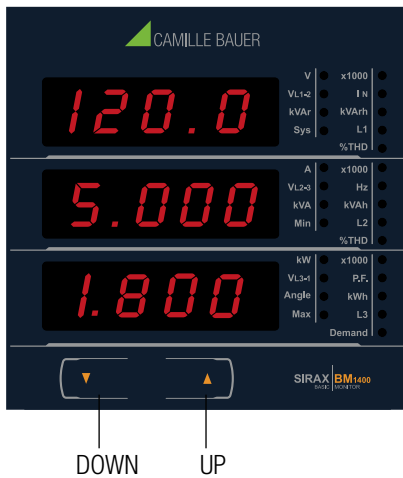 CAMILLE BAUER
120.0
V x1000
VL1-2 IN
kVAr kVArh
Sys L1
%THD
5.000
A x1000
VL2-3 Hz
kVA kVAh
Min L2
%THD
1.800
kW x1000
VL3-1 P.F.
Angle kWh
Max L3
Demand
SIRAX BM1400
BASIC MONITOR
DOWN UP